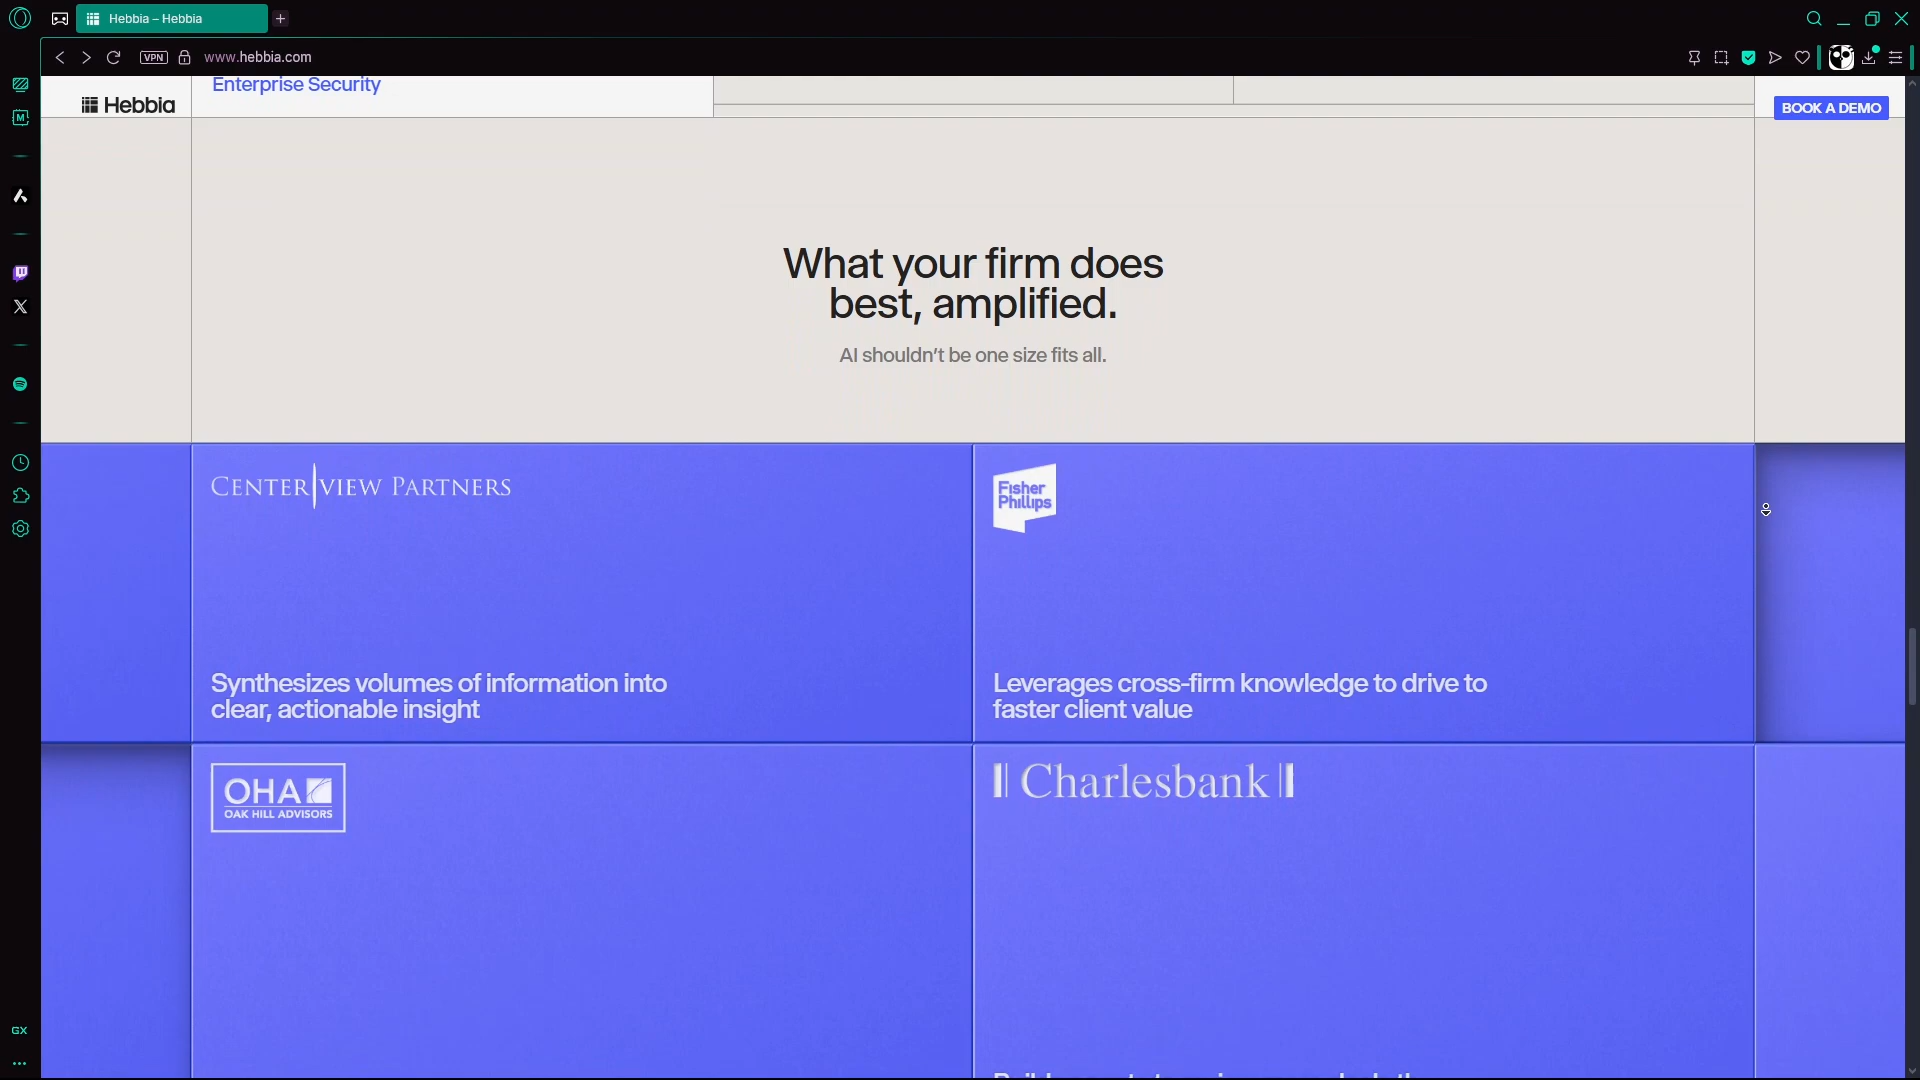 Hebbia – Hebbia
VPN
www.hebbia.com
M
Enterprise Security
Hebbia
BOOK A DEMO
What your firm does
best, amplified.
AI shouldn't be one size fits all.
CENTER VIEW PARTNERS
Fisher
Phillips
Synthesizes volumes of information into
clear, actionable insight
Leverages cross-firm knowledge to drive to
faster client value
OHA
OAK HILL ADVISORS
Charlesbank
GX